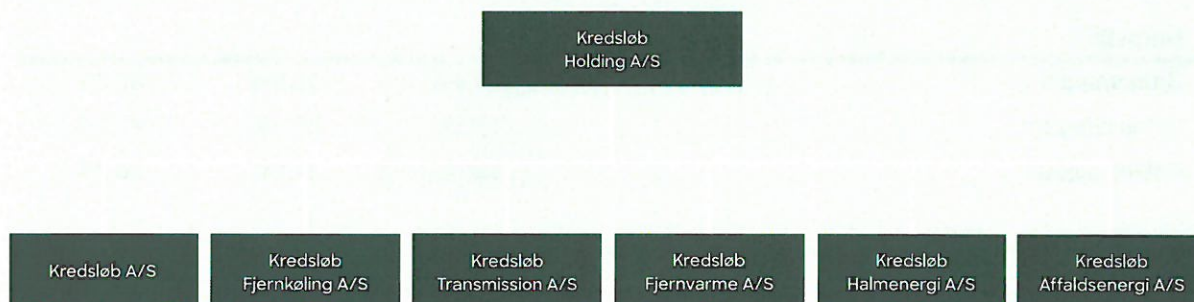 Kredsløb
Holding A/S
Kredsløb A/S
Kredsløb
Fjernkøling A/S
Kredsløb
Transmission A/S
Kredsløb
Fjernvarme A/S
Kredsløb
Halmenergi A/S
Kredsløb
Affaldsenergi A/S